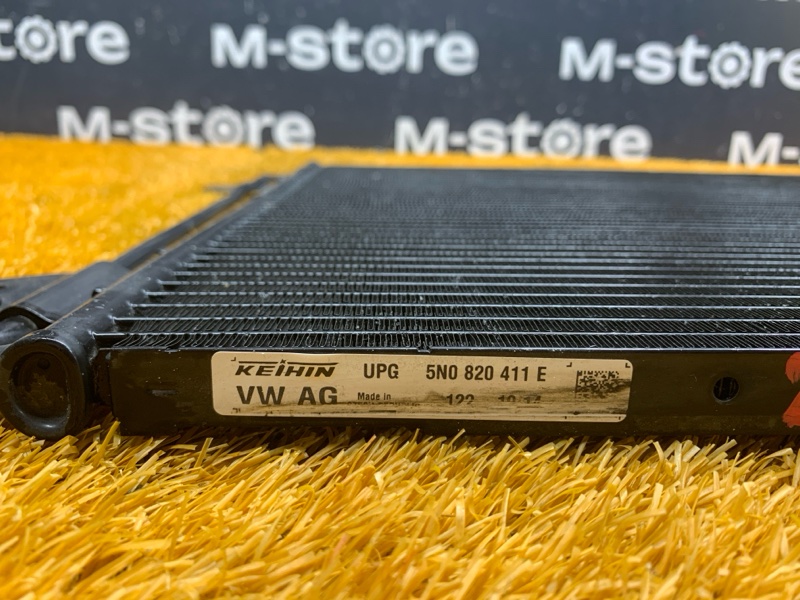 M-store
M-store
M-store
M-store
M-store
KEIHIN UPG 5N0 820 411 E
VW AG Made in